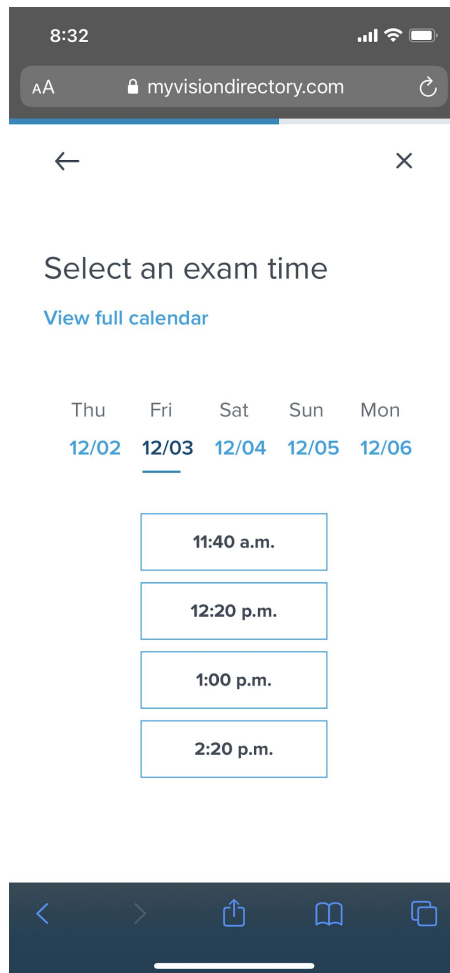 8:32
AA myvisiondirectory.com
Select an exam time
View full calendar
Thu Fri Sat Sun Mon
12/02 12/03 12/04 12/05 12/06
11:40 a.m.
12:20 p.m.
1:00 p.m.
2:20 p.m.